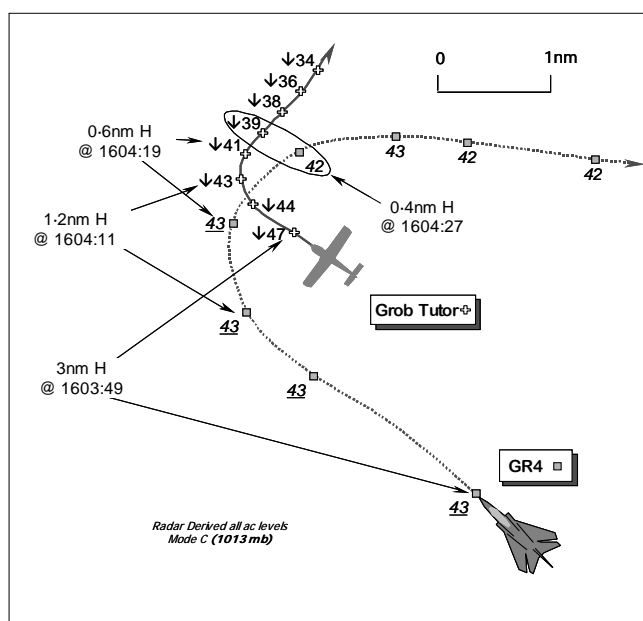 ↓34
↓36
↓38
↓39
↓41
↓43
↓44
↓47
0 1nm
0·6nm H
@ 1604:19
42
43
42
42
43
0·4nm H
@ 1604:27
1·2nm H
@ 1604:11
Grob Tutor
43
3nm H
@ 1603:49
43
GR4
43
Radar Derived all ac levels
Mode C (1013 mb)